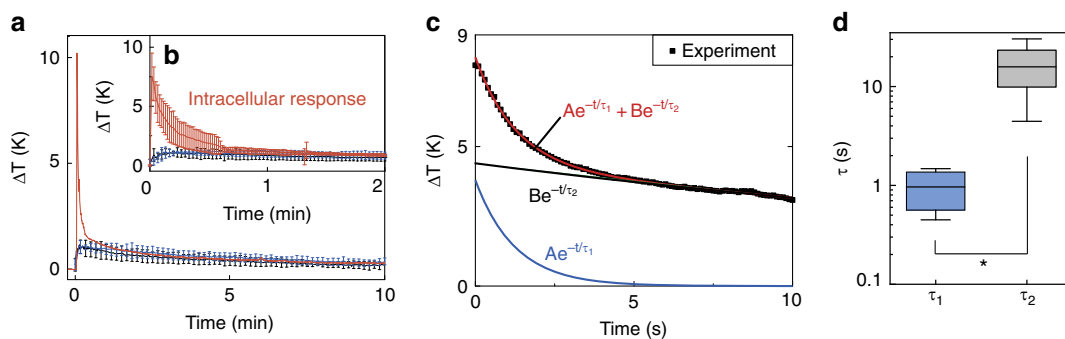 a
ΔT (K)
10
5
0
0
5
10
Time (min)
b
ΔT (K)
10
5
2.5
0
Intracellular response
0
1
2
Time (min)
c
ΔT (K)
9
5
0
■ Experiment
Ae⁻ᵗ/τ₁ + Be⁻ᵗ/τ₂
Be⁻ᵗ/τ₂
Ae⁻ᵗ/τ₁
0
5
10
Time (s)
d
τ (s)
10
1
0.1
*
τ₁
τ₂